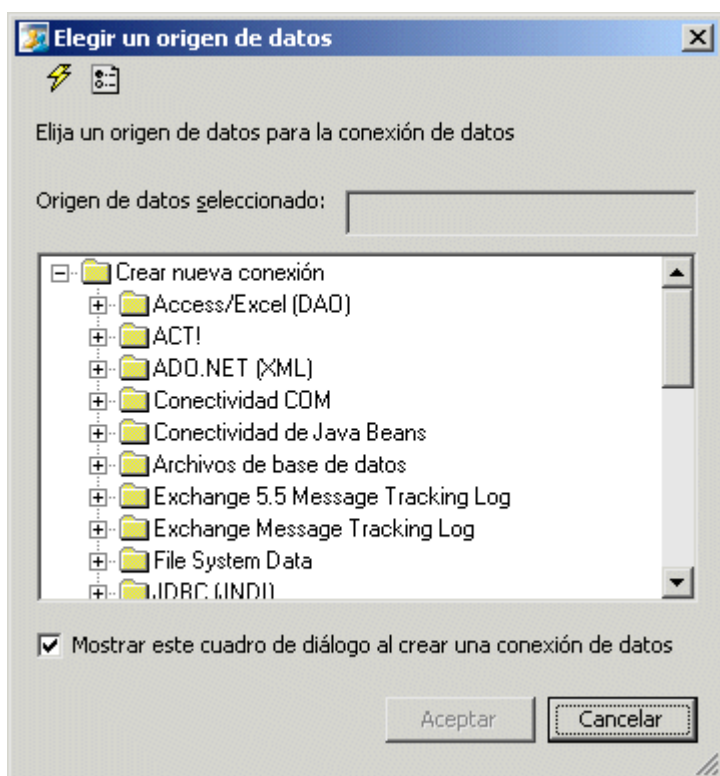 Elegir un origen de datos
Elija un origen de datos para la conexión de datos
Origen de datos seleccionado:
Crear nueva conexión
Access/Excel (DAO)
ACT!
ADO.NET (XML)
Conectividad COM
Conectividad de Java Beans
Archivos de base de datos
Exchange 5.5 Message Tracking Log
Exchange Message Tracking Log
File System Data
JDBC (JNDI)
Mostrar este cuadro de diálogo al crear una conexión de datos
Aceptar Cancelar